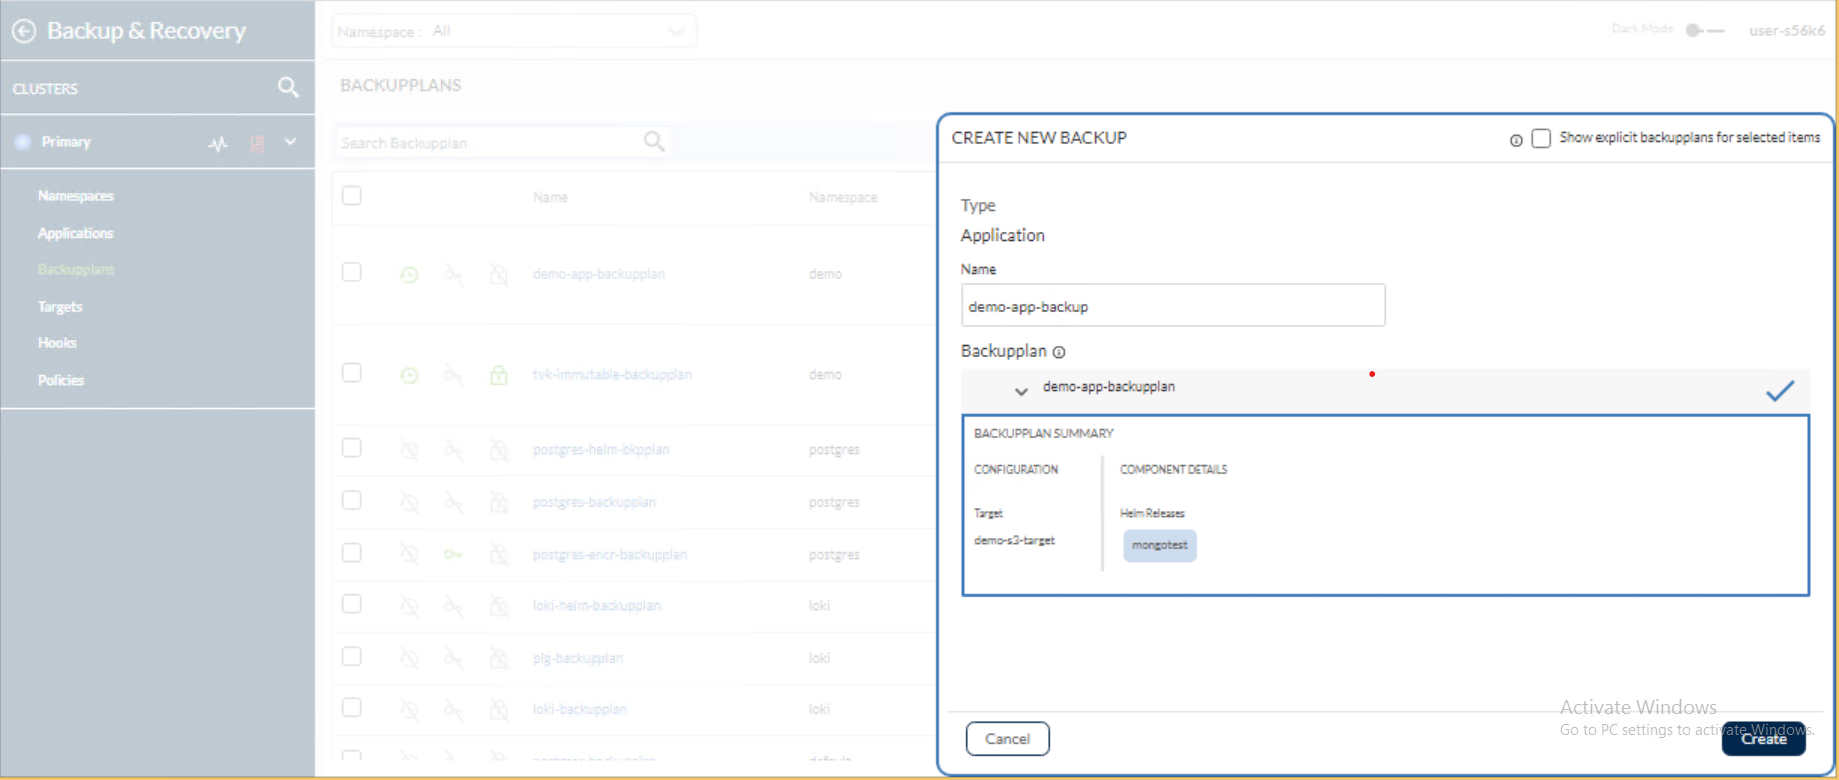 Backup & Recovery
Namespace : All
Dark Mode
user-s56k6
CLUSTERS
BACKUPPLANS
Primary
Search Backupplan
Namespaces
Applications
Backupplans
Targets
Hooks
Policies
Name Namespace
demo-app-backupplan demo
tvk-immutable-backupplan demo
postgres-helm-bkpplan postgres
postgres-backupplan postgres
postgres-encr-backupplan postgres
loki-helm-backupplan loki
plg-backupplan loki
loki-backupplan loki
CREATE NEW BACKUP
Show explicit backupplans for selected items
Type
Application
Name
demo-app-backup
Backupplan
demo-app-backupplan
BACKUPPLAN SUMMARY
CONFIGURATION COMPONENT DETAILS
Target Helm Releases
demo-s3-target mongotest
Activate Windows
Go to PC settings to activate Windows.
Cancel Create